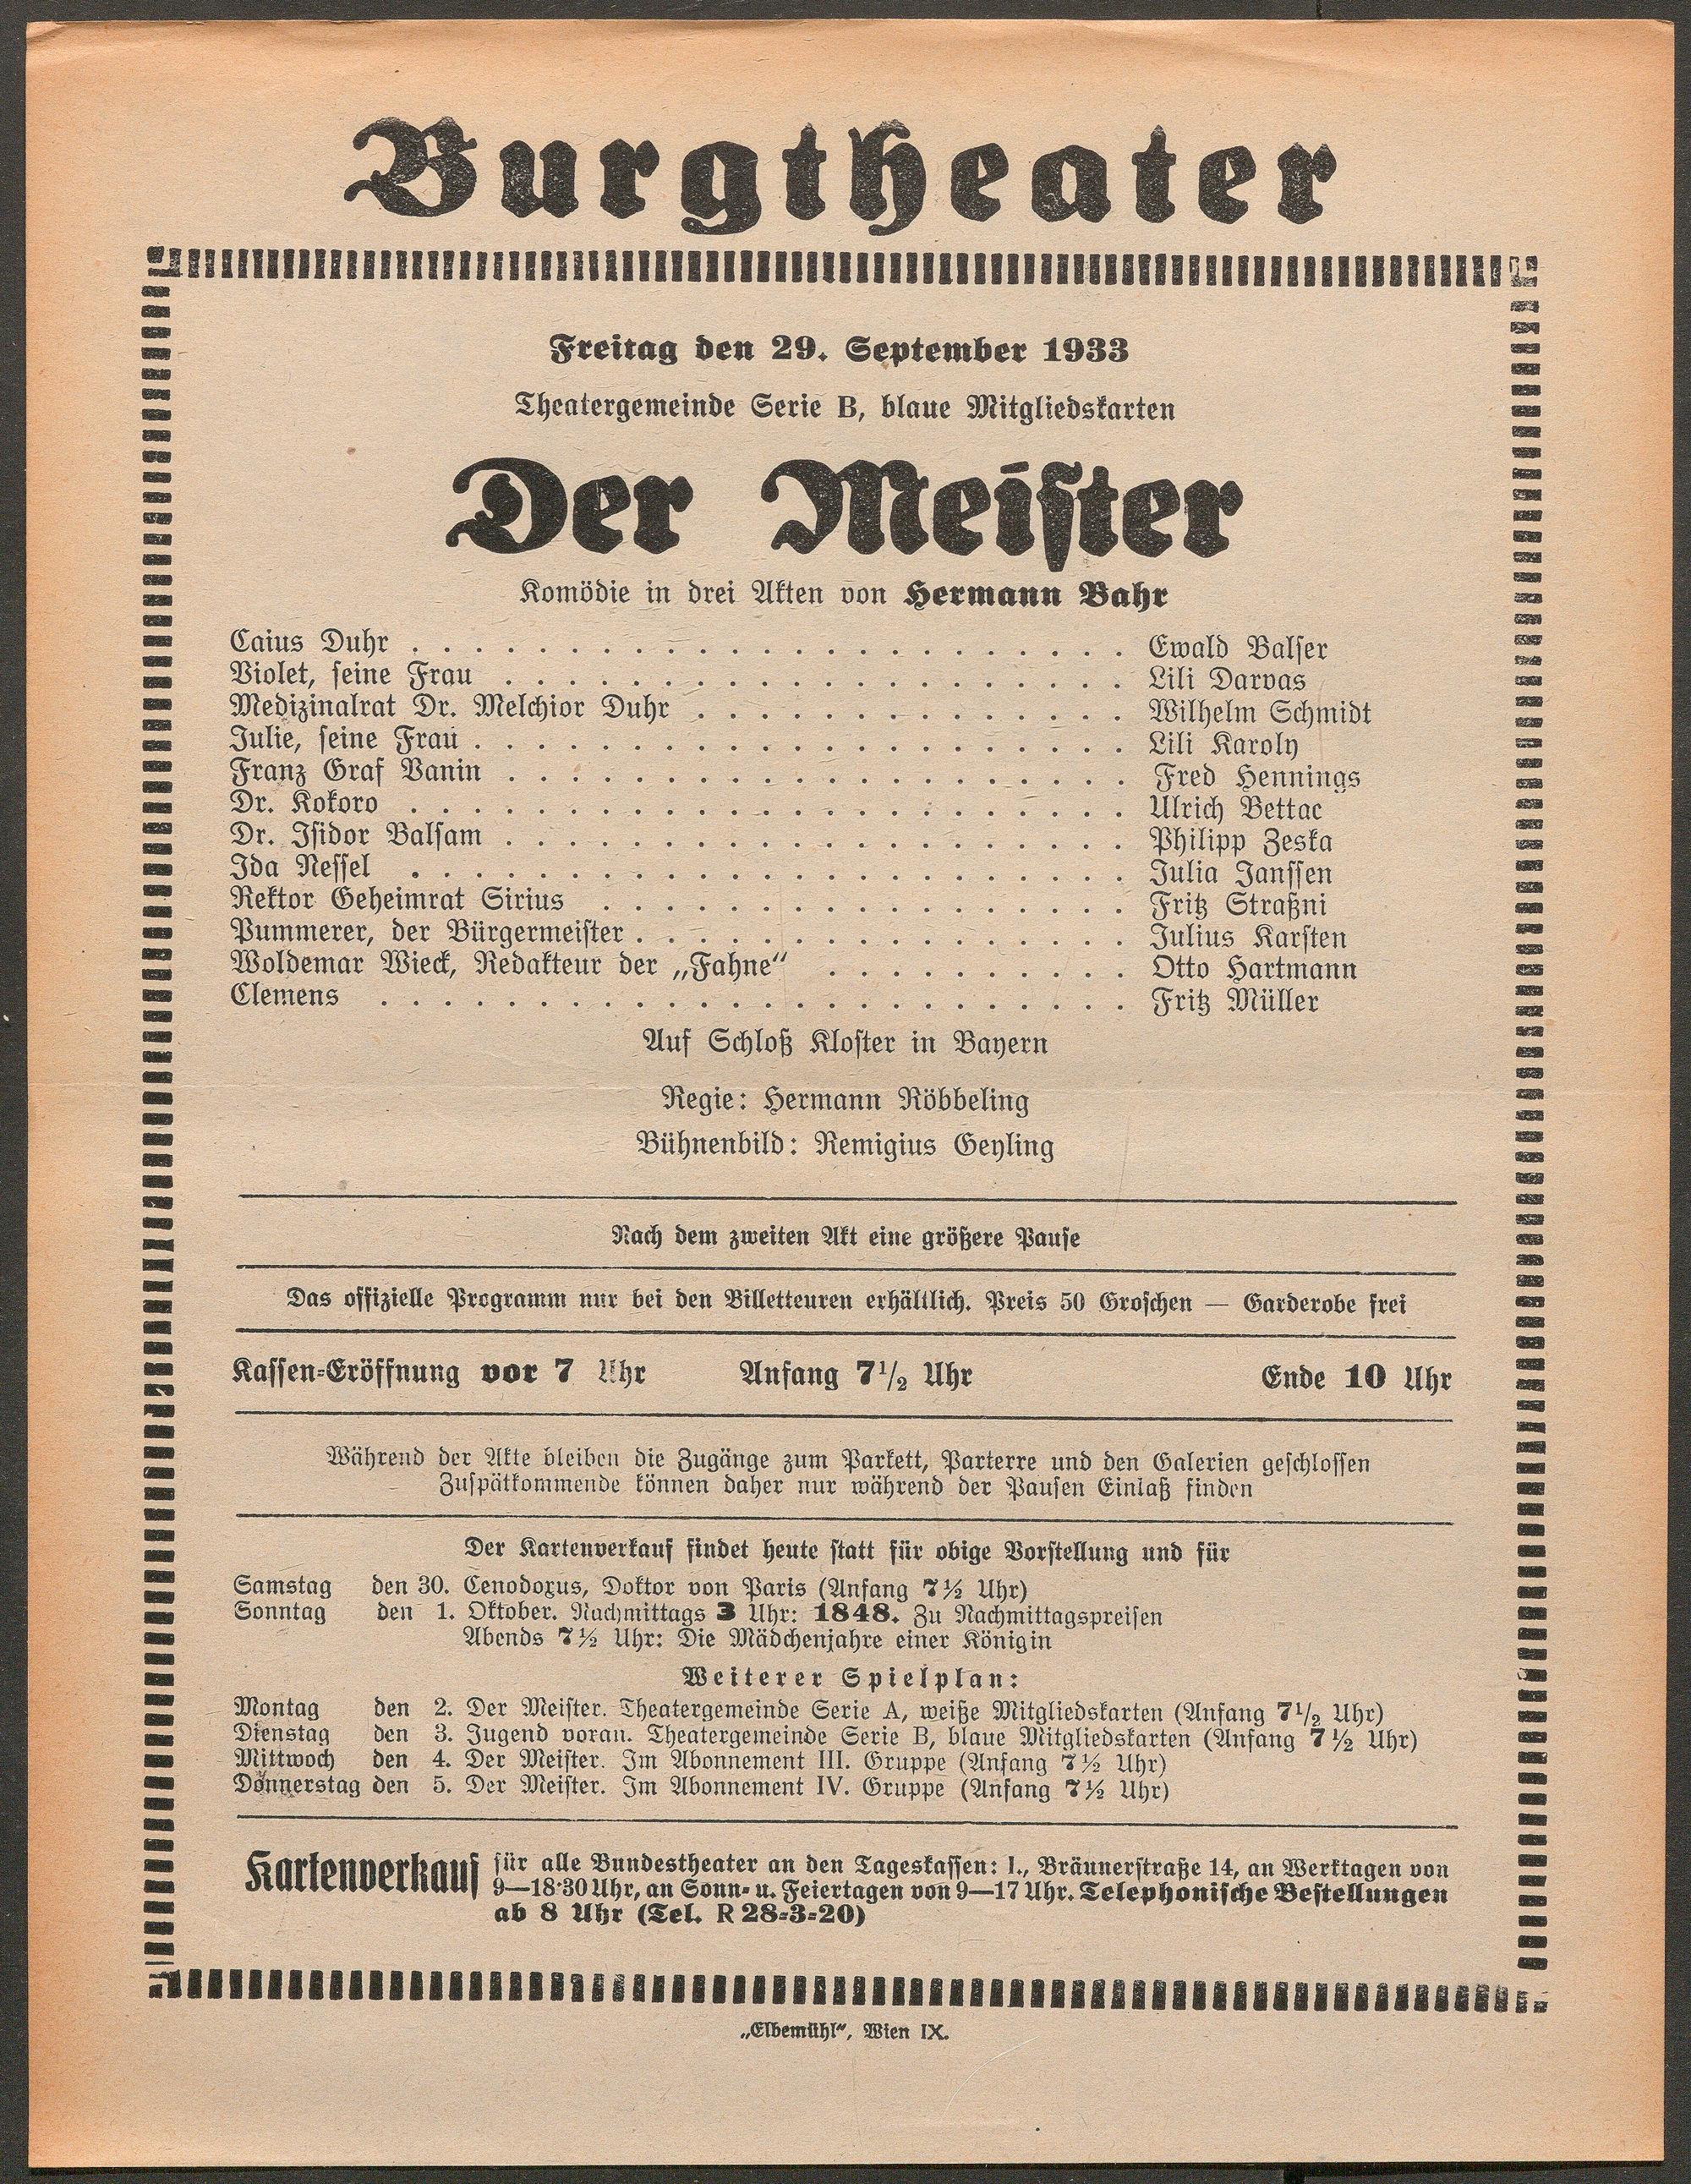 Burgtheater
Freitag den 29. September 1933
Theatergemeinde Serie B, blaue Mitgliedskarten
Der Meister
Komödie in drei Akten von Hermann Bahr
Caius Duhr . . . . . . . . . . . . . . . . . . . . . . . Ewald Balser
Violet, seine Frau . . . . . . . . . . . . . . . . . . . . Lili Darvas
Medizinalrat Dr. Melchior Duhr . . . . . . . . . . . . . . Wilhelm Schmidt
Julie, seine Frau . . . . . . . . . . . . . . . . . . . . . Lili Karoly
Franz Graf Vanin . . . . . . . . . . . . . . . . . . . . Fred Hennings
Dr. Kokoro . . . . . . . . . . . . . . . . . . . . . . . Ulrich Bettac
Dr. Isidor Balsam . . . . . . . . . . . . . . . . . . . . Philipp Zeska
Ida Nessel . . . . . . . . . . . . . . . . . . . . . . . Julia Janssen
Rektor Geheimrat Sirius . . . . . . . . . . . . . . . . . Fritz Straßni
Pummerer, der Bürgermeister . . . . . . . . . . . . . . . . Julius Karsten
Woldemar Wieck, Redakteur der „Fahne“ . . . . . . . . . . Otto Hartmann
Clemens . . . . . . . . . . . . . . . . . . . . . . . . Fritz Müller
Auf Schloß Kloster in Bayern
Regie: Hermann Röbbeling
Bühnenbild: Remigius Geyling
Nach dem zweiten Akt eine größere Pause
Das offizielle Programm nur bei den Billetteuren erhältlich. Preis 50 Groschen — Garderobe frei
Kassen-Eröffnung vor 7 Uhr Anfang 7½ Uhr Ende 10 Uhr
Während der Akte bleiben die Zugänge zum Parkett, Parterre und den Galerien geschlossen
Zuspätkommende können daher nur während der Pausen Einlaß finden
Der Kartenverkauf findet heute statt für obige Vorstellung und für
Samstag den 30. Cenodoxus, Doktor von Paris (Anfang 7½ Uhr)
Sonntag den 1. Oktober. Nachmittags 3 Uhr: 1848. Zu Nachmittagspreisen
Abends 7½ Uhr: Die Mädchenjahre einer Königin
Weiterer Spielplan:
Montag den 2. Der Meister. Theatergemeinde Serie A, weiße Mitgliedskarten (Anfang 7½ Uhr)
Dienstag den 3. Jugend voran. Theatergemeinde Serie B, blaue Mitgliedskarten (Anfang 7½ Uhr)
Mittwoch den 4. Der Meister. Im Abonnement III. Gruppe (Anfang 7½ Uhr)
Donnerstag den 5. Der Meister. Im Abonnement IV. Gruppe (Anfang 7½ Uhr)
Kartenverkauf für alle Bundestheater an den Tageskassen: I., Bräunerstraße 14, an Werktagen von
9—18·30 Uhr, an Sonn- u. Feiertagen von 9—17 Uhr. Telephonische Bestellungen
ab 8 Uhr (Tel. R 28-3-20)
„Elbemühl“, Wien IX.